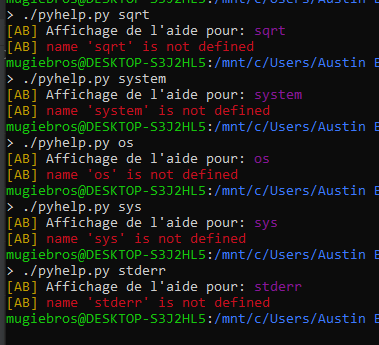 > ./pyhelp.py sqrt
[AB] Affichage de l'aide pour: sqrt
[AB] name 'sqrt' is not defined
mugiebros@DESKTOP-S3J2HL5:/mnt/c/Users/Austin
> ./pyhelp.py system
[AB] Affichage de l'aide pour: system
[AB] name 'system' is not defined
mugiebros@DESKTOP-S3J2HL5:/mnt/c/Users/Austin B
> ./pyhelp.py os
[AB] Affichage de l'aide pour: os
[AB] name 'os' is not defined
mugiebros@DESKTOP-S3J2HL5:/mnt/c/Users/Austin B
> ./pyhelp.py sys
[AB] Affichage de l'aide pour: sys
[AB] name 'sys' is not defined
mugiebros@DESKTOP-S3J2HL5:/mnt/c/Users/Austin B
> ./pyhelp.py stderr
[AB] Affichage de l'aide pour: stderr
[AB] name 'stderr' is not defined
mugiebros@DESKTOP-S3J2HL5:/mnt/c/Users/Austin B